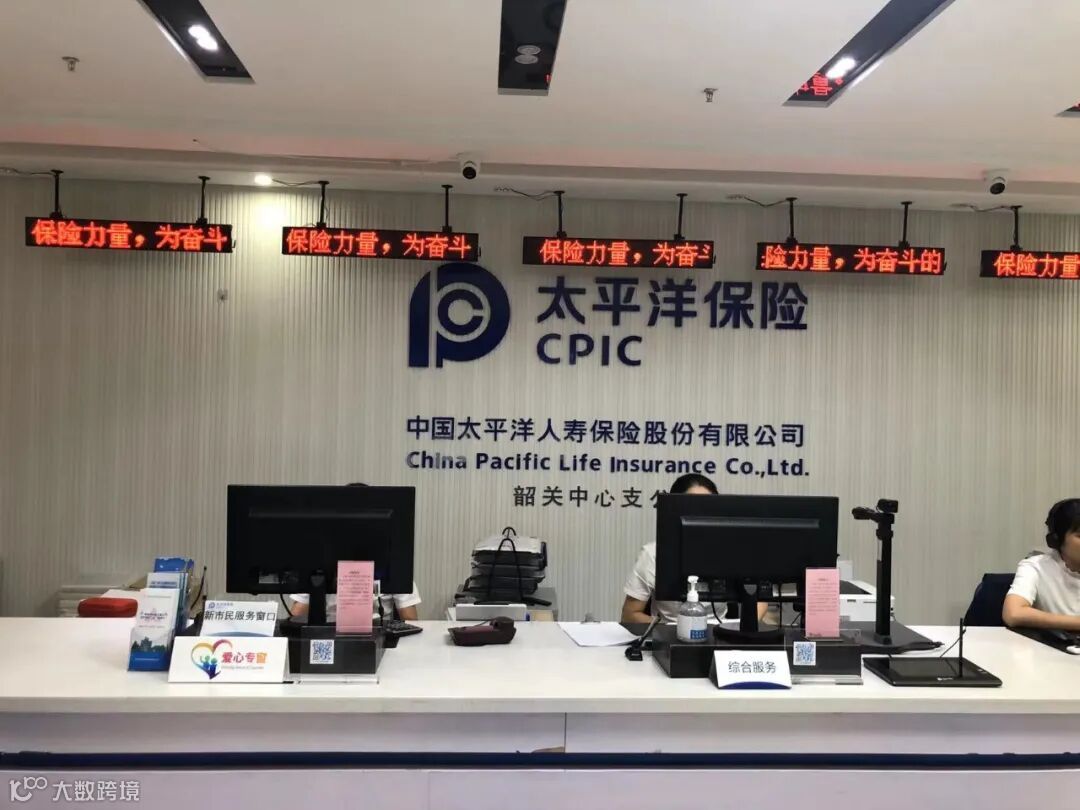 保险力量，为奋斗
保险力量，为奋斗
保险力量，为奋
险力量，为奋斗的
保险力量
太平洋保险
CPIC
中国太平洋人寿保险股份有限公司
China Pacific Life Insurance Co.,Ltd.
韶关中心支
新市民服务窗口
爱心专窗
综合服务
大数跨境